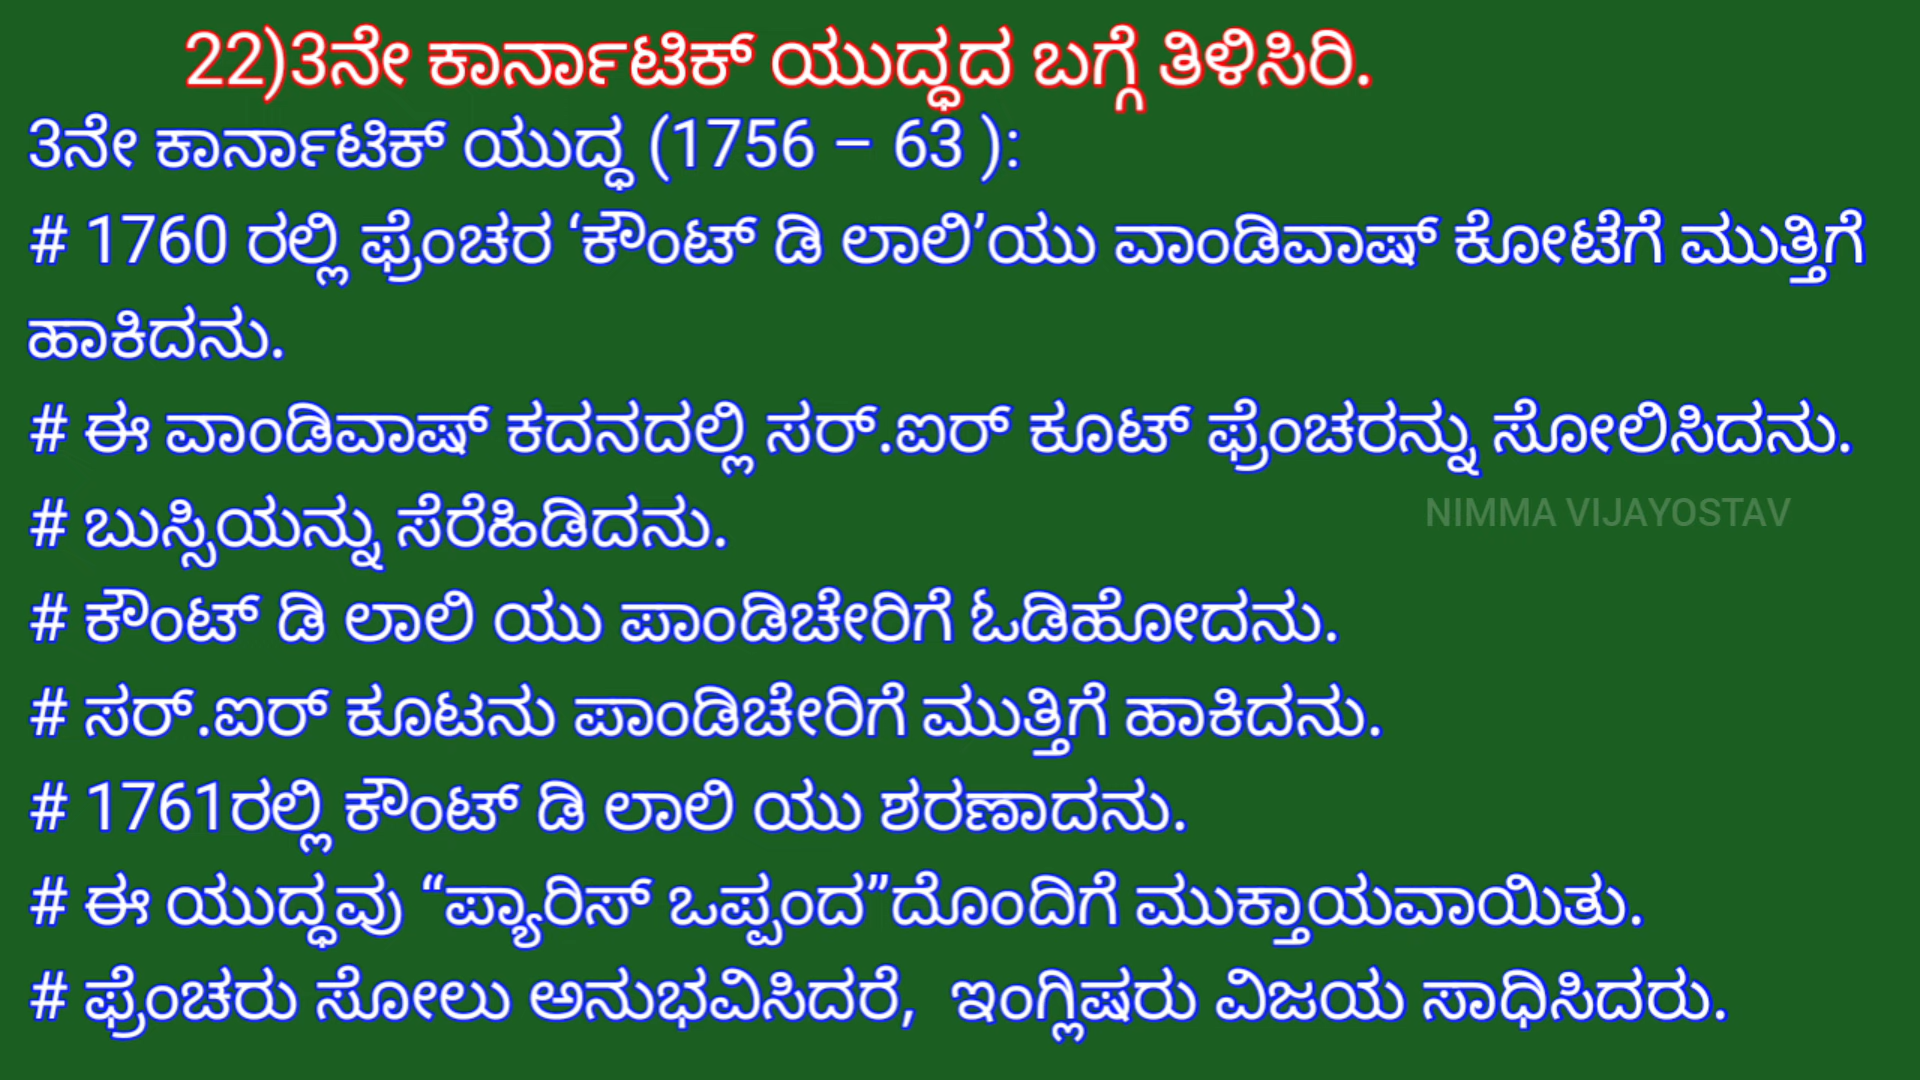 22)3ನೇ ಕಾರ್ನಾಟಿಕ್ ಯುದ್ಧದ ಬಗ್ಗೆ ತಿಳಿಸಿರಿ.
3ನೇ ಕಾರ್ನಾಟಿಕ್ ಯುದ್ಧ (1756 – 63 ):
# 1760 ರಲ್ಲಿ ಫ್ರೆಂಚರ ‘ಕೌಂಟ್ ಡಿ ಲಾಲಿ’ಯು ವಾಂಡಿವಾಷ್ ಕೋಟೆಗೆ ಮುತ್ತಿಗೆ
ಹಾಕಿದನು.
# ಈ ವಾಂಡಿವಾಷ್ ಕದನದಲ್ಲಿ ಸರ್.ಐರ್ ಕೂಟ್ ಫ್ರೆಂಚರನ್ನು ಸೋಲಿಸಿದನು.
# ಬುಸ್ಸಿಯನ್ನು ಸೆರೆಹಿಡಿದನು.
NIMMA VIJAYOSTAV
# ಕೌಂಟ್ ಡಿ ಲಾಲಿ ಯು ಪಾಂಡಿಚೇರಿಗೆ ಓಡಿಹೋದನು.
# ಸರ್.ಐರ್ ಕೂಟನು ಪಾಂಡಿಚೇರಿಗೆ ಮುತ್ತಿಗೆ ಹಾಕಿದನು.
# 1761ರಲ್ಲಿ ಕೌಂಟ್ ಡಿ ಲಾಲಿ ಯು ಶರಣಾದನು.
# ಈ ಯುದ್ಧವು “ಪ್ಯಾರಿಸ್ ಒಪ್ಪಂದ”ದೊಂದಿಗೆ ಮುಕ್ತಾಯವಾಯಿತು.
# ಫ್ರೆಂಚರು ಸೋಲು ಅನುಭವಿಸಿದರೆ, ಇಂಗ್ಲಿಷರು ವಿಜಯ ಸಾಧಿಸಿದರು.